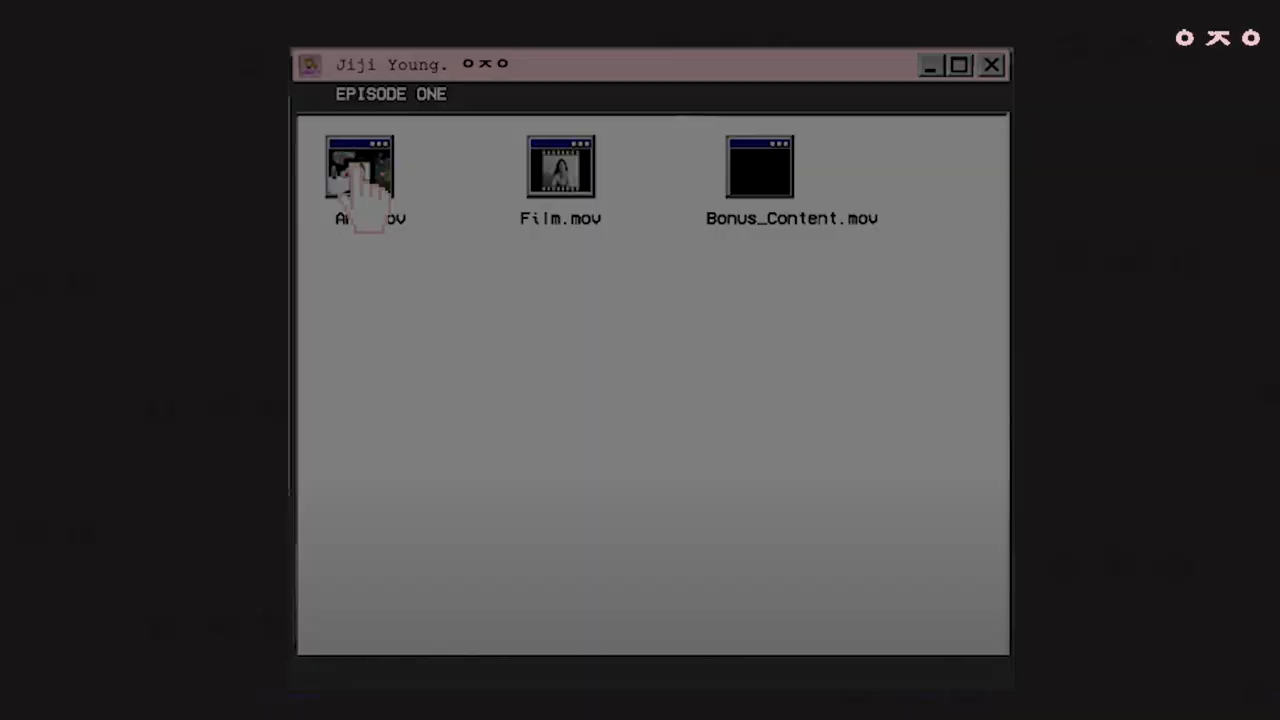 ㅇㅈㅇ
Jiji Young. ㅇㅈㅇ
EPISODE ONE
Film.mov
Bonus_Content.mov